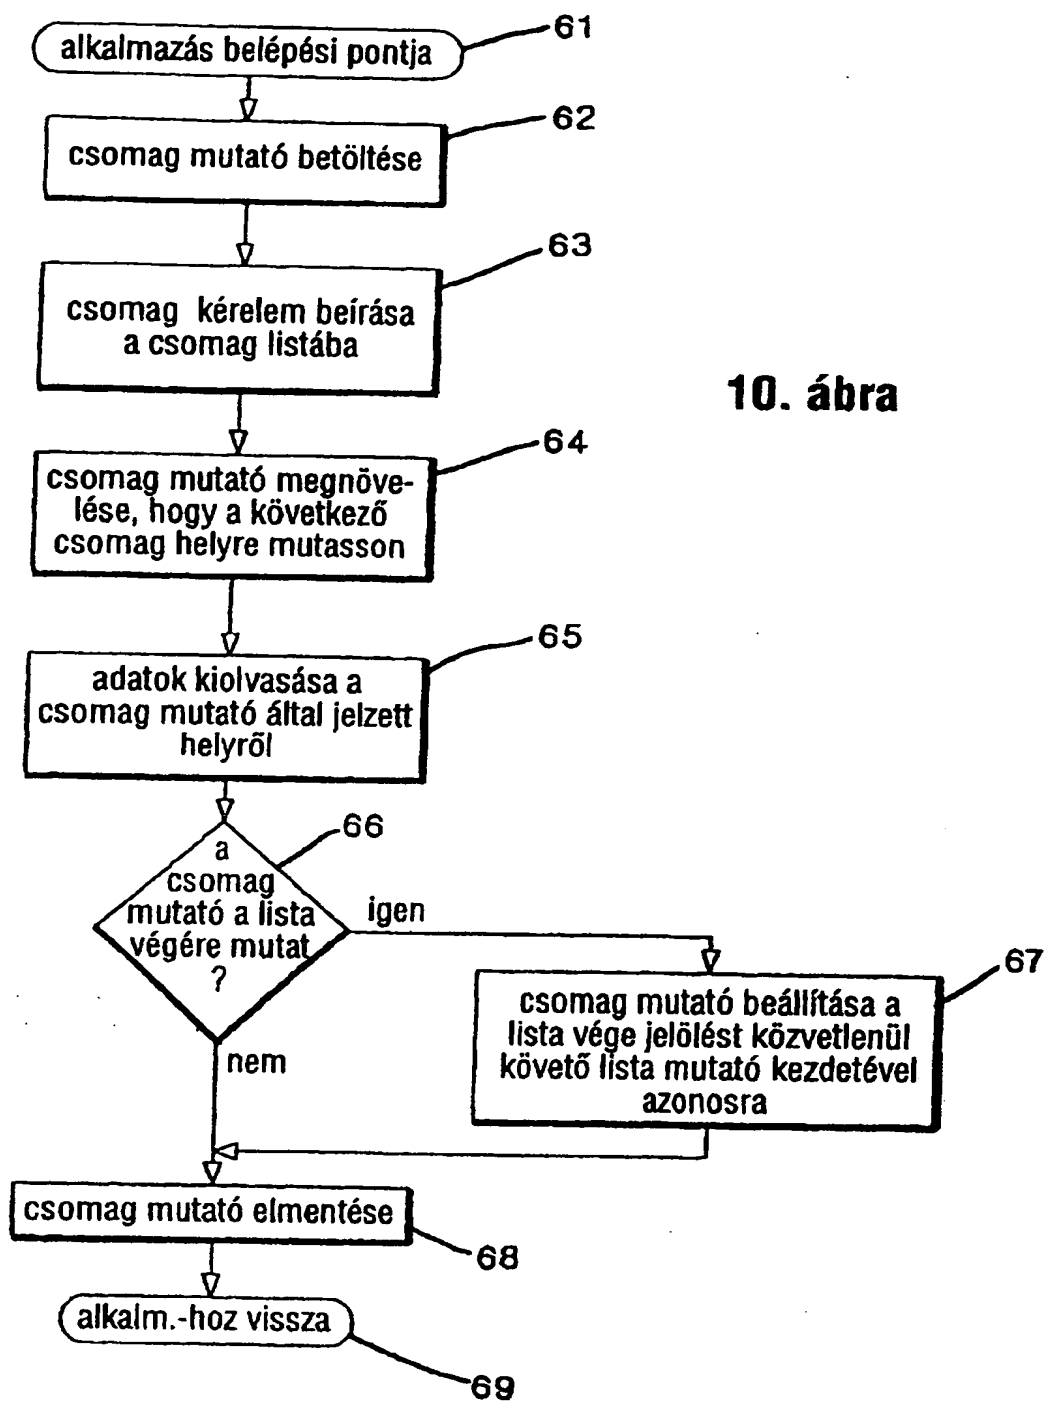 alkalmazás belépési pontja
61
csomag mutató betöltése
62
csomag kérelem beírása
a csomag listába
63
10. ábra
csomag mutató megnöve-
lése, hogy a következő
csomag helyre mutasson
64
adatok kiolvasása a
csomag mutató által jelzett
helyről
65
a
csomag
mutató a lista
végére mutat
?
66
igen
nem
csomag mutató beállítása a
lista vége jelölést közvetlenül
követő lista mutató kezdetével
azonosra
67
csomag mutató elmentése
68
alkalm.-hoz vissza
69